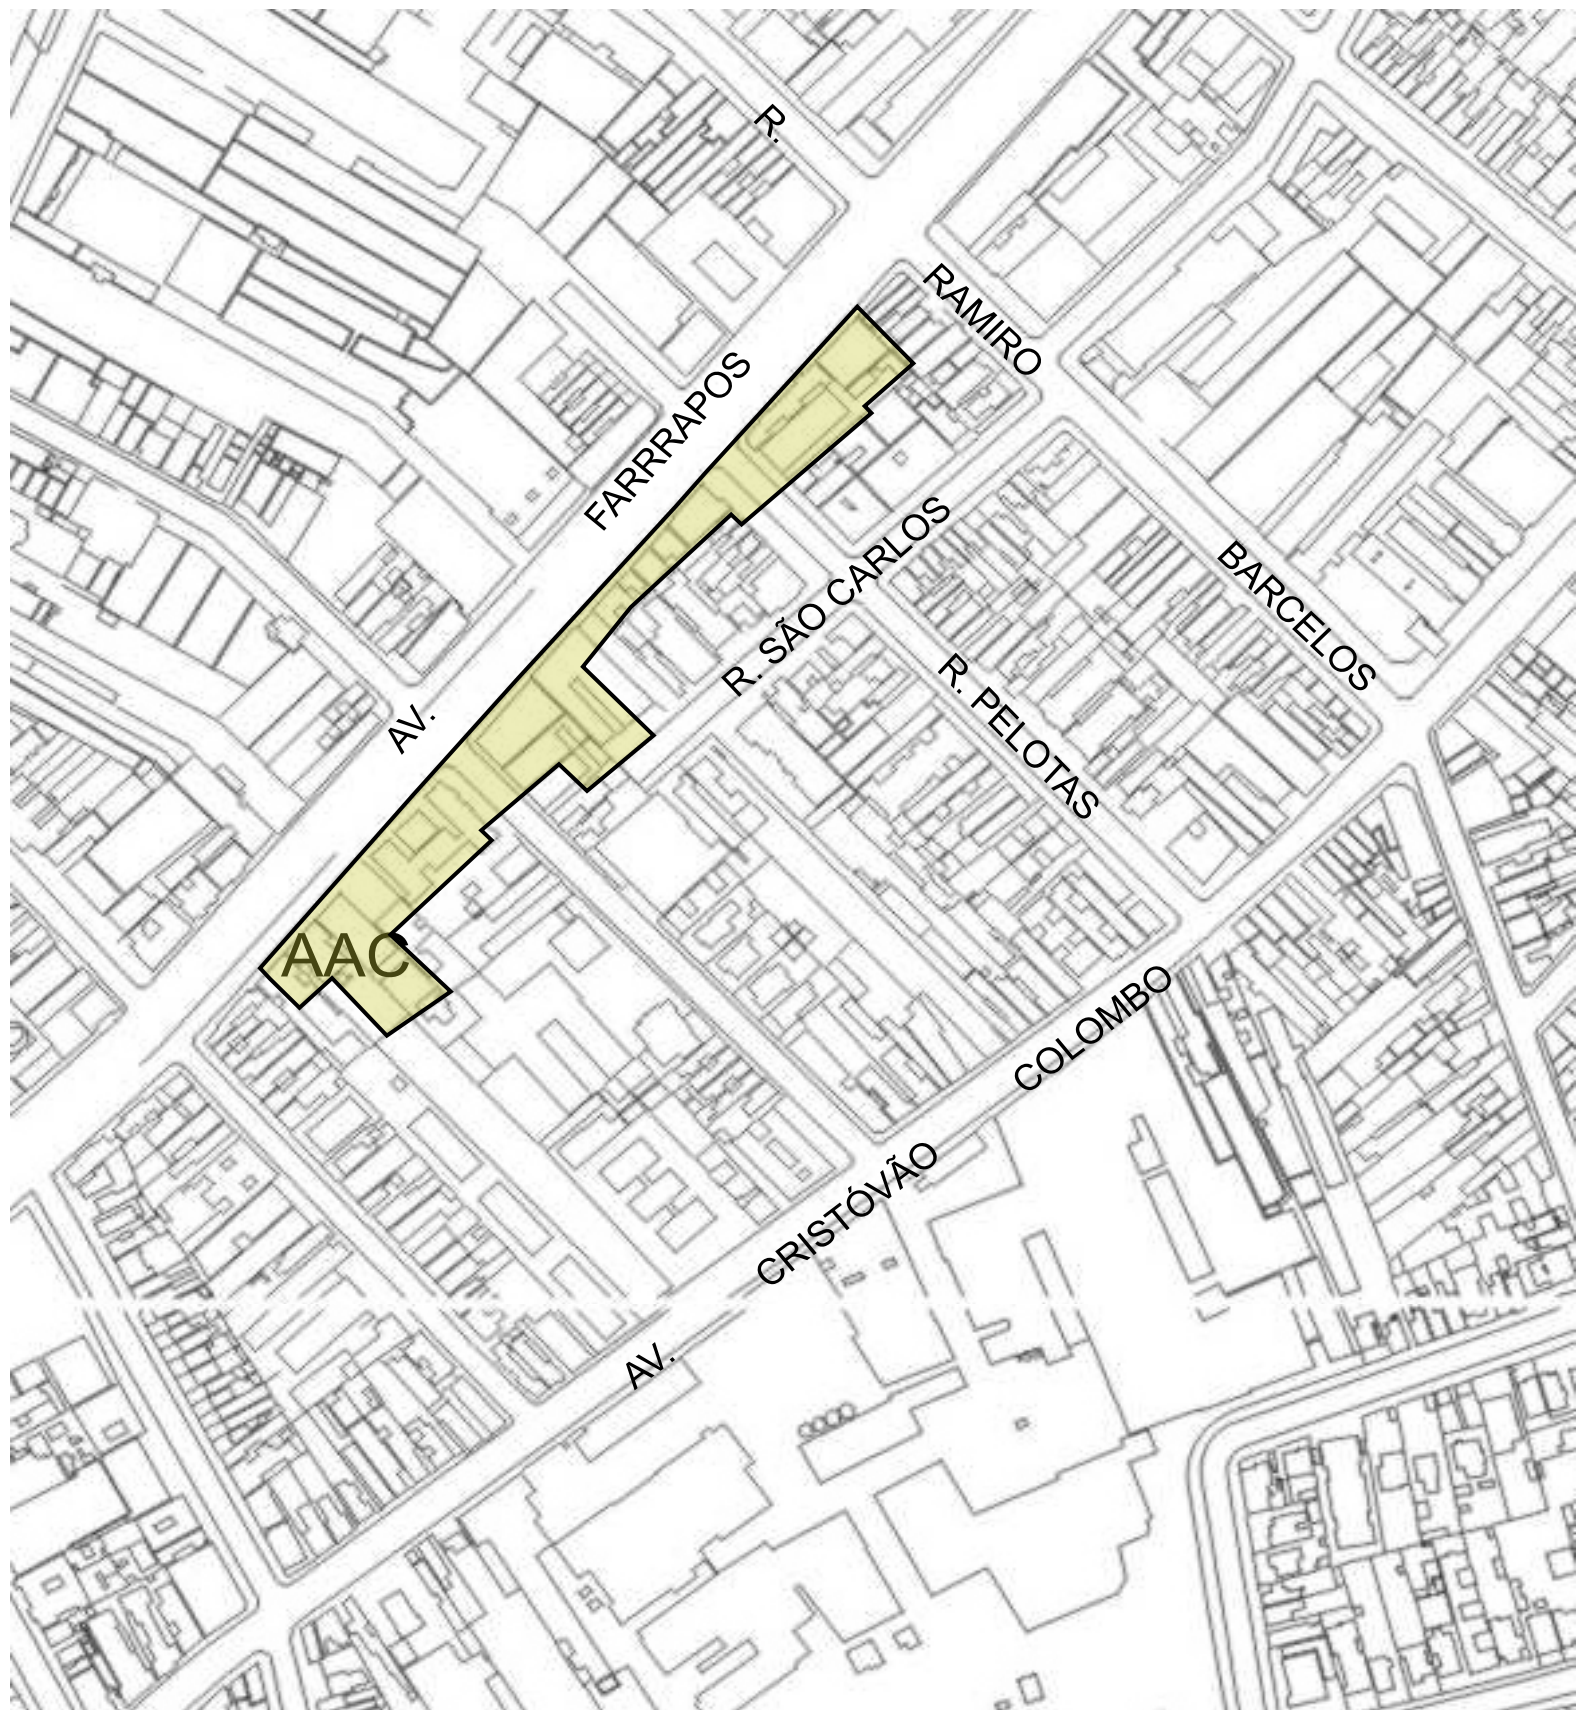 R. RAMIRO BARCELOS
AV. FARRRAPOS
R. SÃO CARLOS
R. PELOTAS
AAC
AV. CRISTÓVÃO COLOMBO